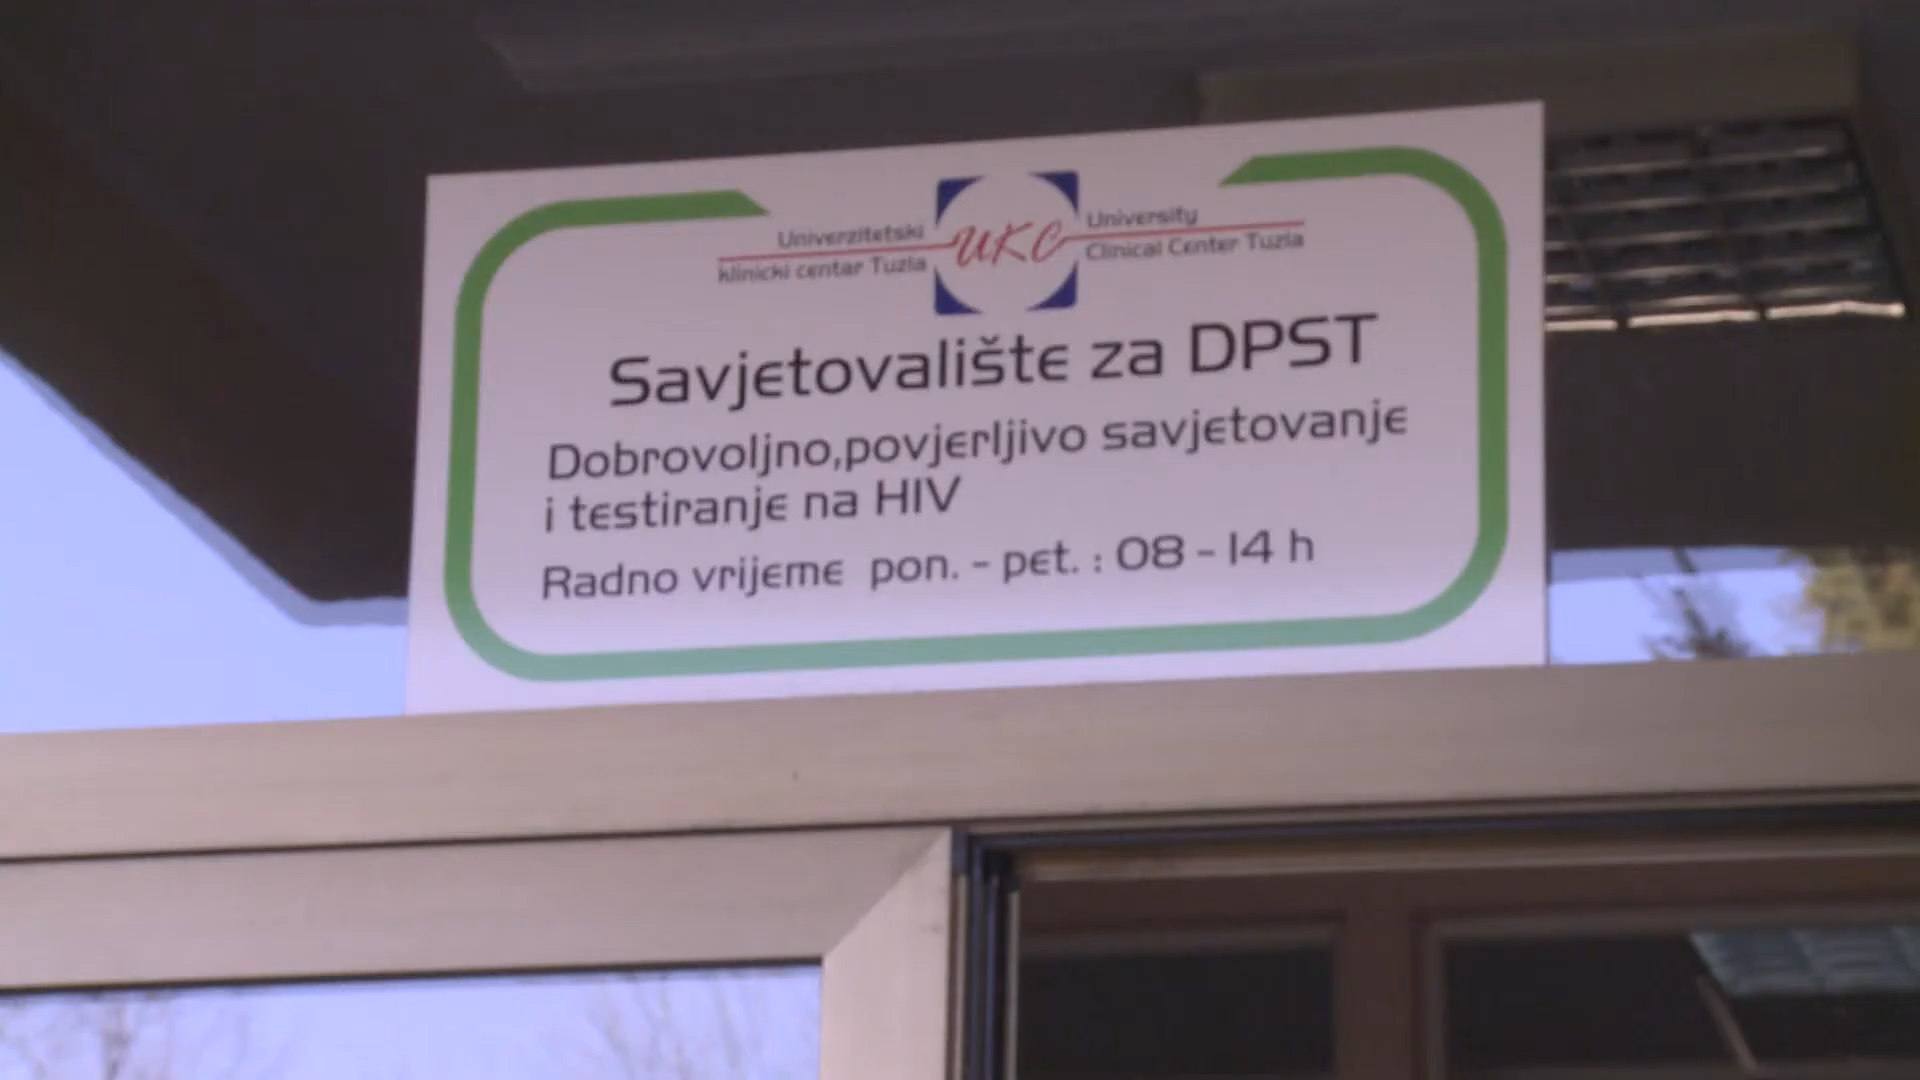 Univerzitetski
klinicki centar Tuzla
UKC
University
Clinical Center Tuzla
Savjetovalište za DPST
Dobrovoljno,povjerljivo savjetovanje
i testiranje na HIV
Radno vrijeme pon. - pet. : 08 - 14 h